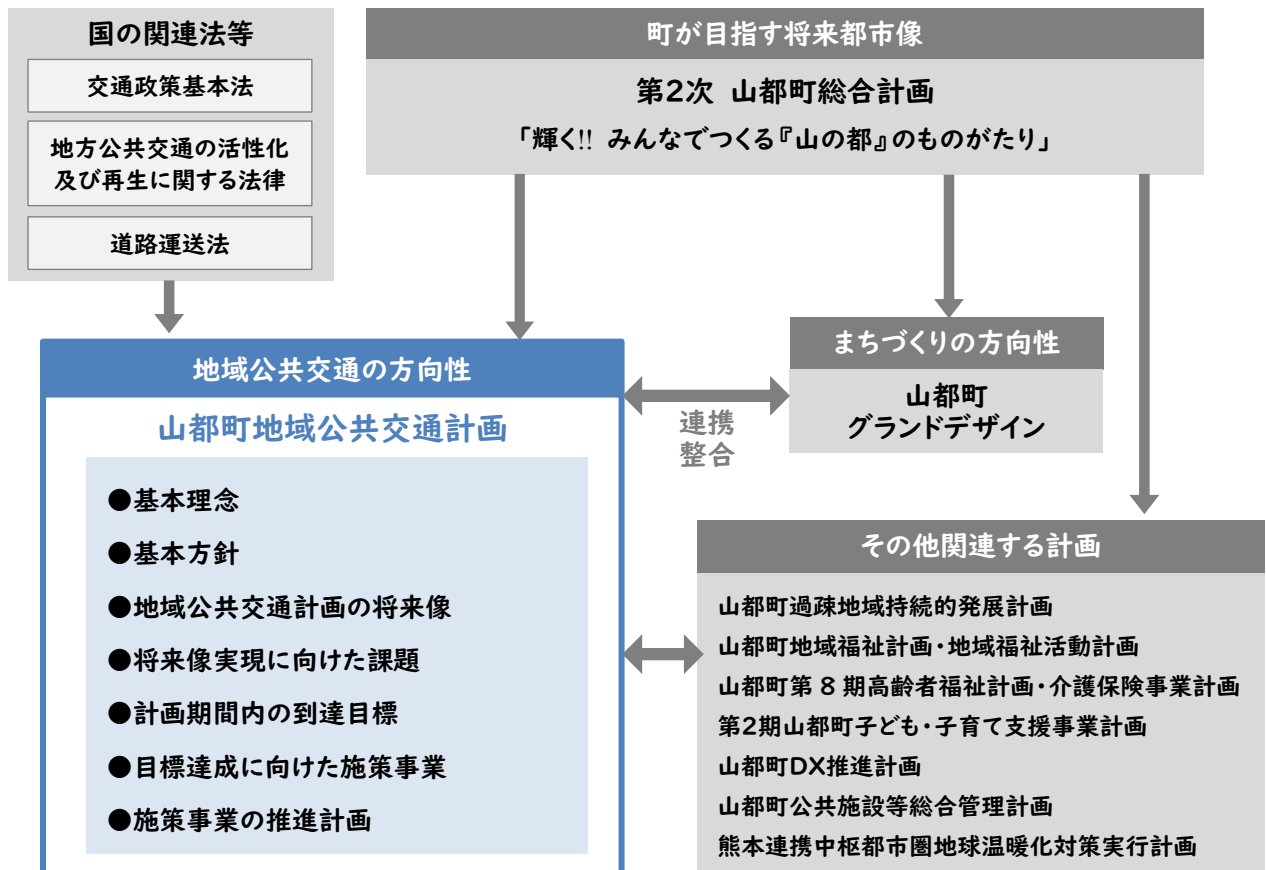 国の関連法等
交通政策基本法
地方公共交通の活性化
及び再生に関する法律
道路運送法
町が目指す将来都市像
第2次 山都町総合計画
「輝く!! みんなでつくる『山の都』のものがたり」
地域公共交通の方向性
山都町地域公共交通計画
●基本理念
●基本方針
●地域公共交通計画の将来像
●将来像実現に向けた課題
●計画期間内の到達目標
●目標達成に向けた施策事業
●施策事業の推進計画
連携
整合
まちづくりの方向性
山都町
グランドデザイン
その他関連する計画
山都町過疎地域持続的発展計画
山都町地域福祉計画・地域福祉活動計画
山都町第8期高齢者福祉計画・介護保険事業計画
第2期山都町子ども・子育て支援事業計画
山都町DX推進計画
山都町公共施設等総合管理計画
熊本連携中枢都市圏地球温暖化対策実行計画